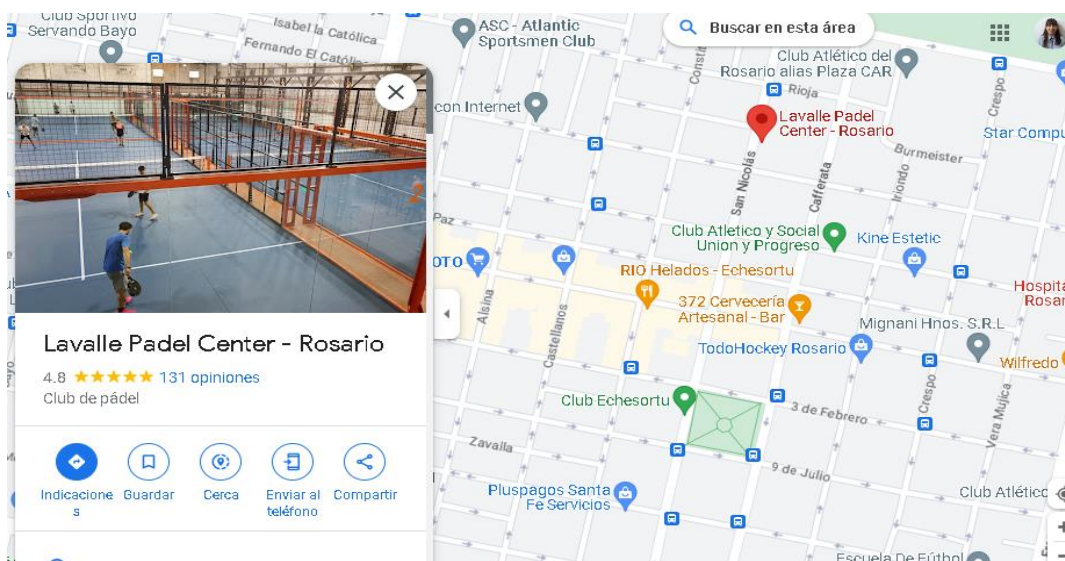 Club Sportivo
Servando Bayo
Isabel la Católica
Fernando El Católi
ASC - Atlantic
Sportsmen Club
Buscar en esta área
Club Atlético del
Rosario alias Plaza CAR
Rioja
Crespo
con Internet
Lavalle Padel
Center - Rosario
Star Compu
Burmeister
San Nicolás
Cafferata
Iriondo
Paz
Club Atletico y Social
Union y Progreso
Kine Estetic
OTO
RIO Helados - Echesortu
Alsina
Castellanos
372 Cervecería
Artesanal - Bar
Hospita
Rosar
Mignani Hnos. S.R.L
TodoHockey Rosario
Wilfredo
Club Echesortu
3 de Febrero
Crespo
Vera Mujica
Zavalla
9 de Julio
Pluspagos Santa
Fe Servicios
Club Atlético
Escuela De Fútbol
Lavalle Padel Center - Rosario
4.8 ★★★★★ 131 opiniones
Club de pádel
Indicacione
s
Guardar
Cerca
Enviar al
teléfono
Compartir